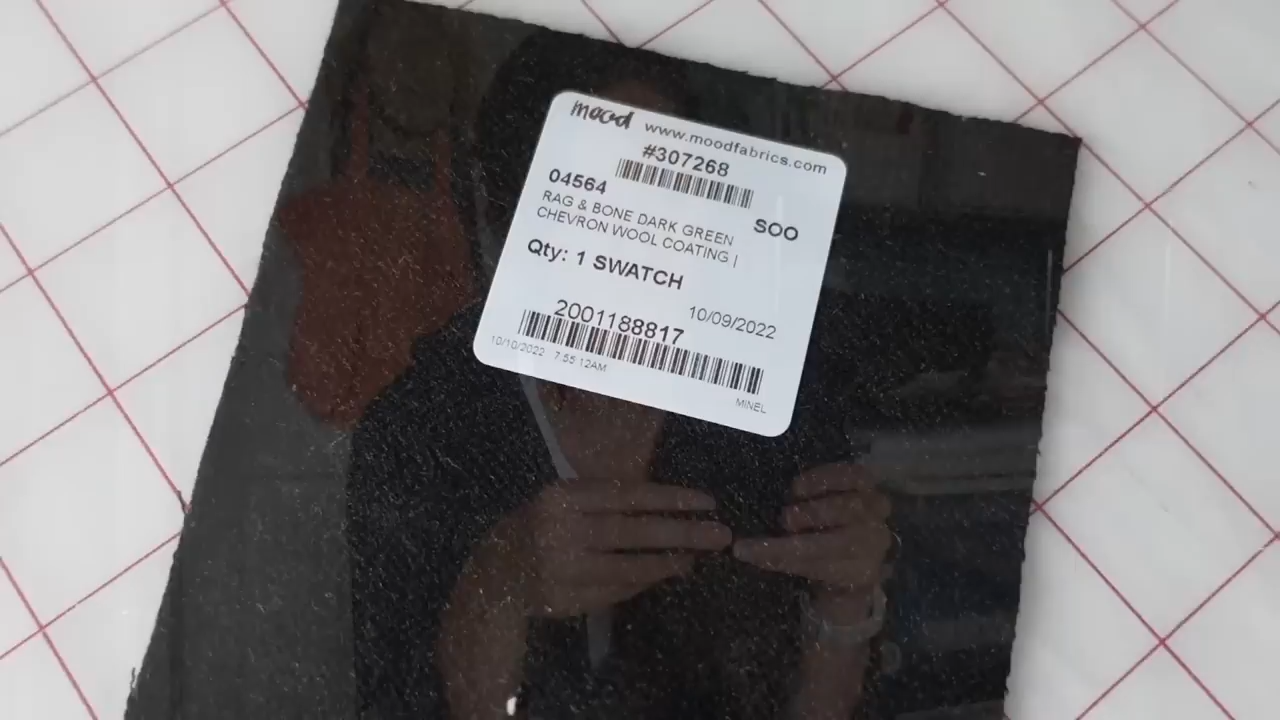 mood www.moodfabrics.com
#307268
04564
SOO
RAG & BONE DARK GREEN
CHEVRON WOOL COATING |
Qty: 1 SWATCH
10/09/2022
2001188817
10/10/2022 7:55:12AM
MINEL